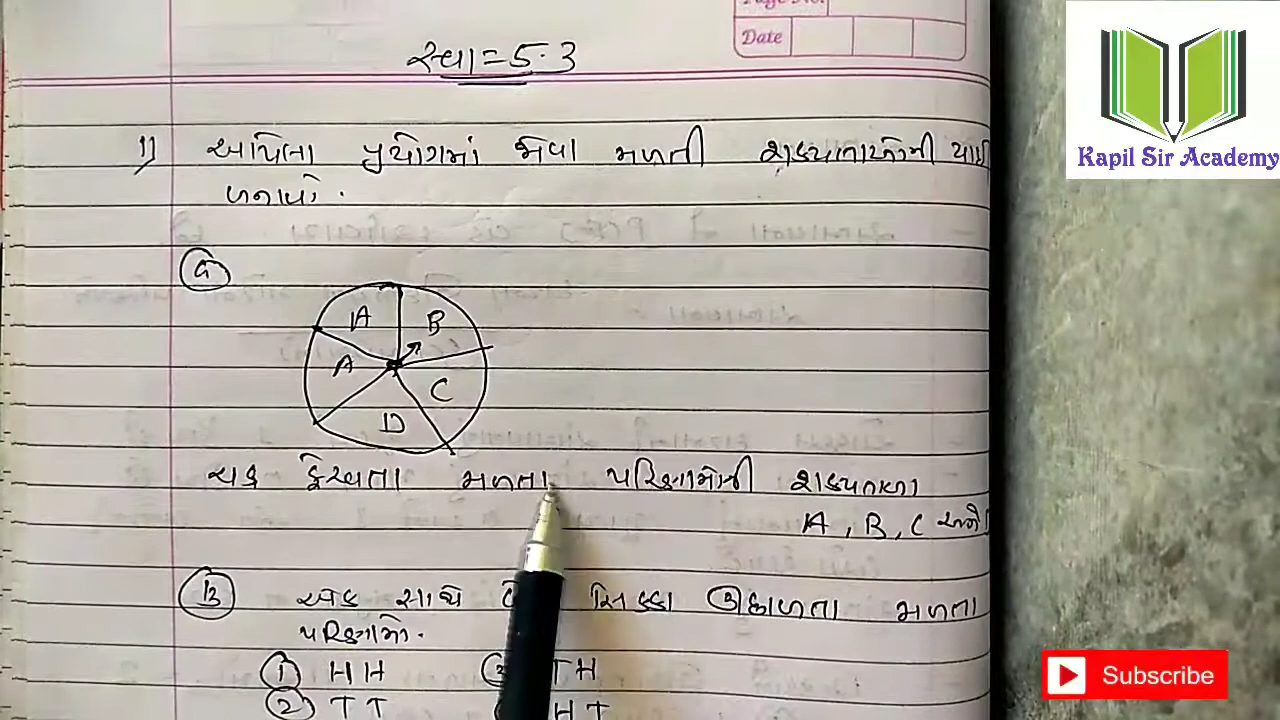 Date
સ્વા = 5.3
1) આપેલા પ્રયોગમાં જોવા મળતી શક્યતાઓની યાદી
બનાવો.
a
A
B
A
C
D
ચક્ર ફેરવતા મળતા પરિણામોની શક્યતા
A, B, C અને
B એક સાથે સિક્કા ઉછાળતા મળતા
પરિણામો.
1 HH TH
2 TT HT
Kapil Sir Academy
Subscribe